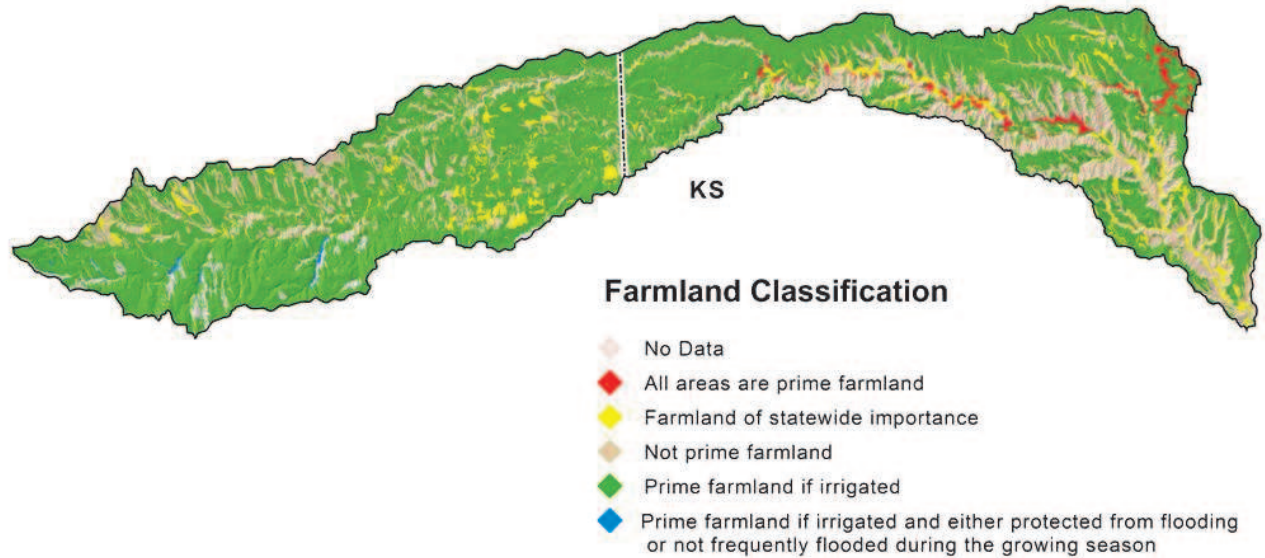 KS
Farmland Classification
No Data
All areas are prime farmland
Farmland of statewide importance
Not prime farmland
Prime farmland if irrigated
Prime farmland if irrigated and either protected from flooding
or not frequently flooded during the growing season